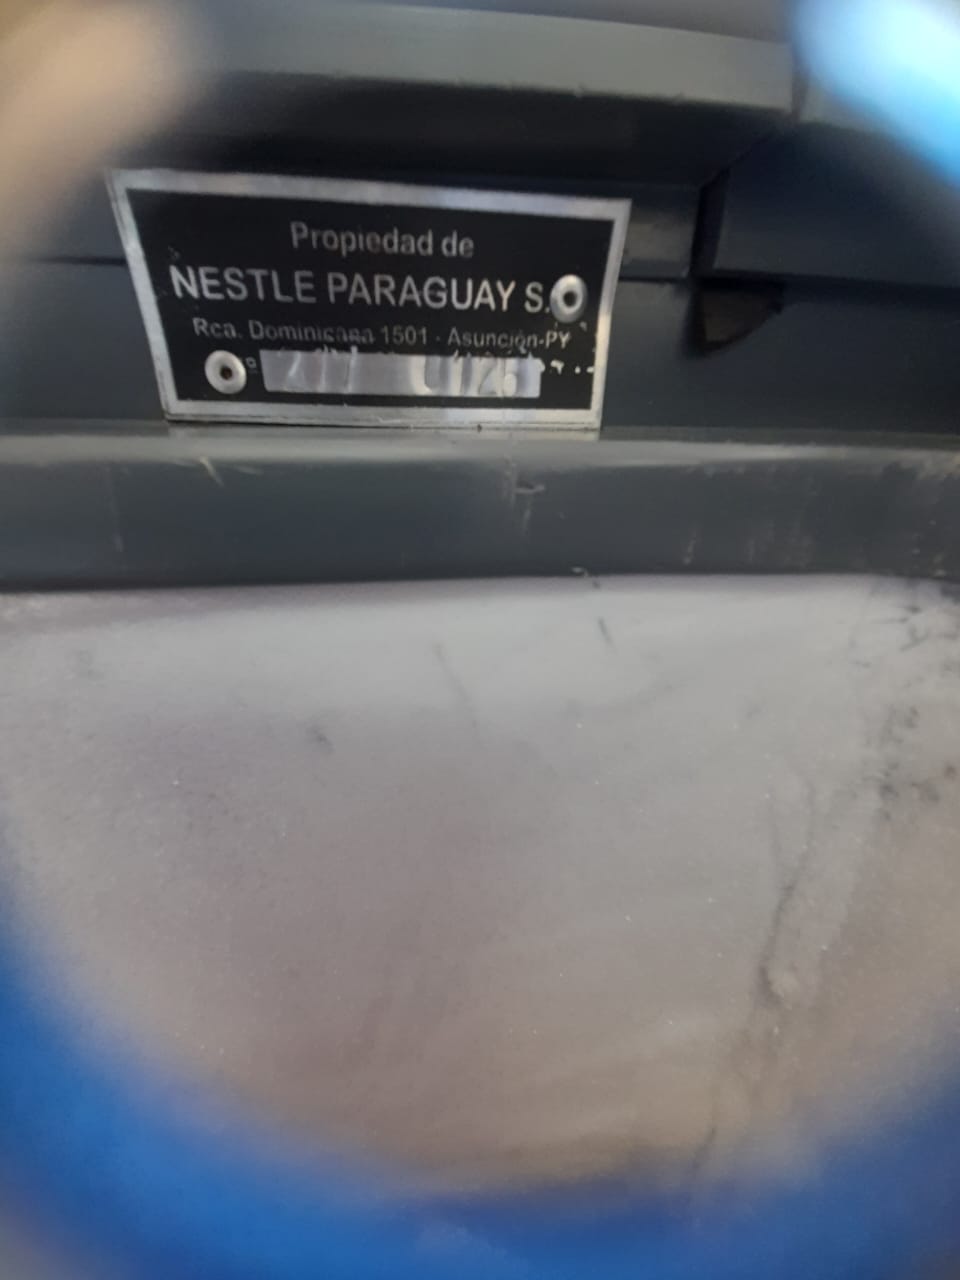 Propiedad de
NESTLE PARAGUAY S.
Rca. Dominicana 1501 - Asunción-PY